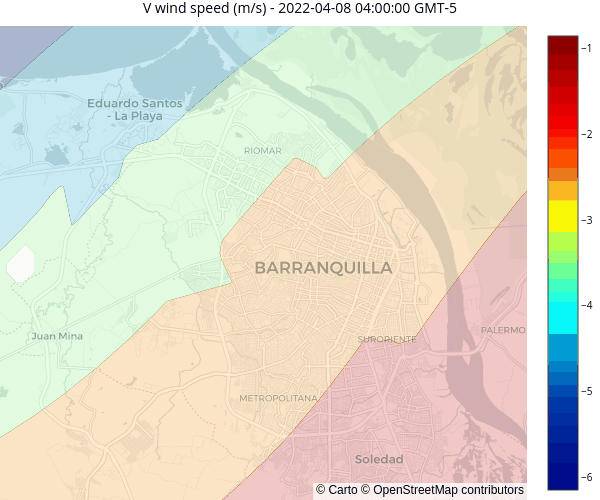 V wind speed (m/s) - 2022-04-08 04:00:00 GMT-5
Eduardo Santos
- La Playa
RIOMAR
BARRANQUILLA
Juan Mina
SURORIENTE
PALERMO
METROPOLITANA
Soledad
© Carto © OpenStreetMap contributors
−1
−2
−3
−4
−5
−6